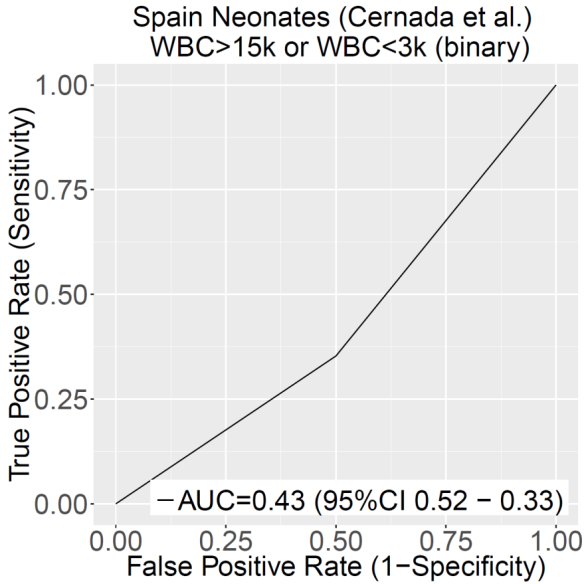 Spain Neonates (Cernada et al.)
WBC>15k or WBC<3k (binary)
True Positive Rate (Sensitivity)
1.00
0.75
0.50
0.25
0.00
AUC=0.43 (95%CI 0.52 − 0.33)
0.00 0.25 0.50 0.75 1.00
False Positive Rate (1−Specificity)